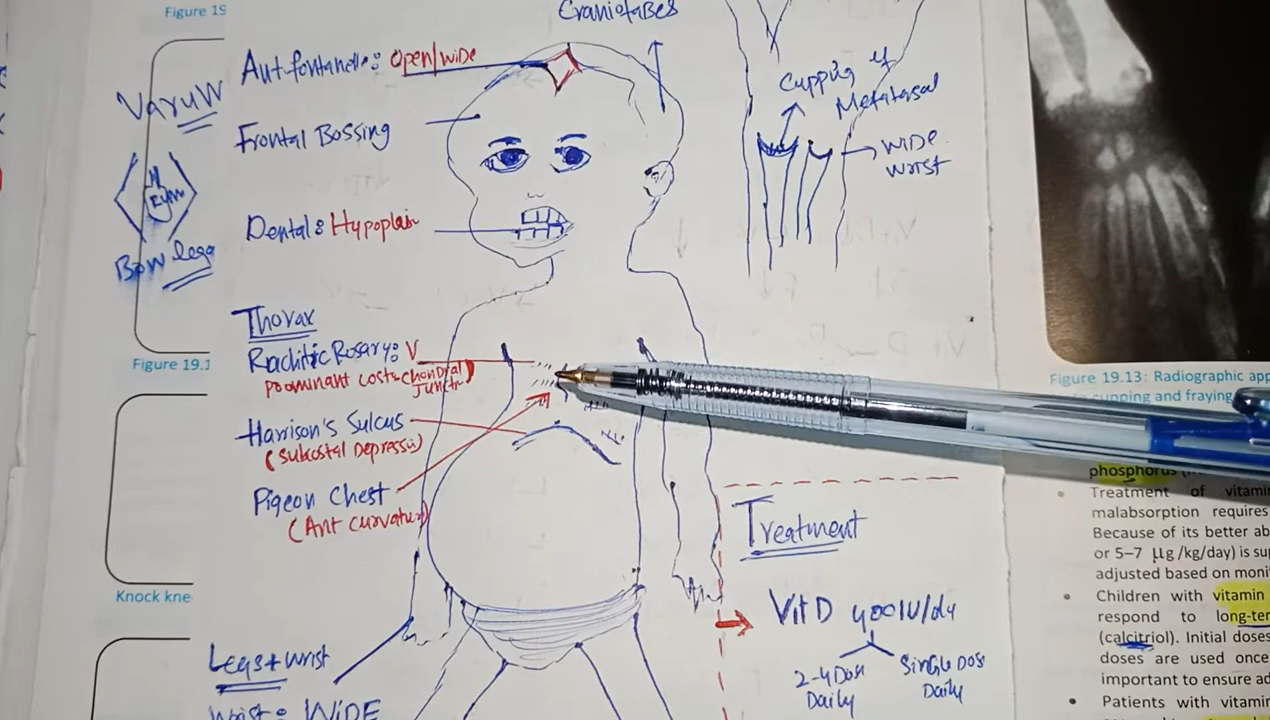 Figure 19
Craniotabes
Ant. fontanelle: Open/wide
Varum
Frontal Bossing
Dental: Hypoplain
Bow legs
Cupping of
Metatasal
WIDE
WRIST
Thorax
Rachitic Rosary: V
Prominant costochondral
Junctn
Harrison's Sulcus
(Subcostal Depressn)
Pigeon Chest
(Ant curvature)
Figure 19.1
Knock kne
Legs + wrist
Wrist: WIDE
Treatment
Vit D 400IU/dy
2-4 Dose
Daily
Single Dose
Daily
Figure 19.13: Radiographic app
cupping and fraying
phosphorus
Treatment of vitamin
malabsorption requires
Because of its better ab
or 5–7 µg/kg/day) is su
adjusted based on moni
Children with vitamin
respond to long-ter
(calcitriol). Initial doses
doses are used once
important to ensure ad
Patients with vitamin